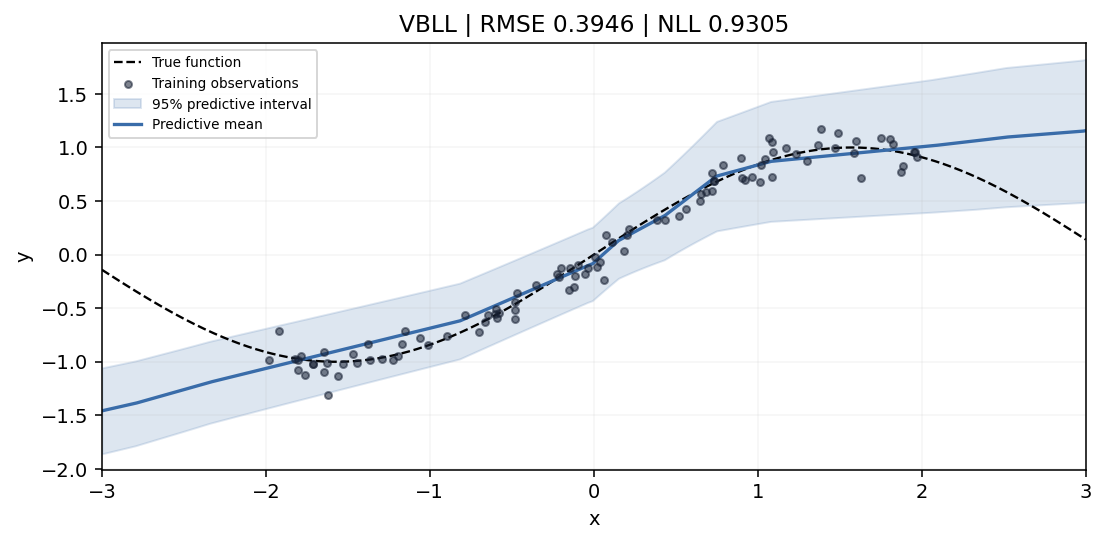 VBLL | RMSE 0.3946 | NLL 0.9305
True function
Training observations
95% predictive interval
Predictive mean
y
1.5
1.0
0.5
0.0
−0.5
−1.0
−1.5
−2.0
−3 −2 −1 0 1 2 3
x